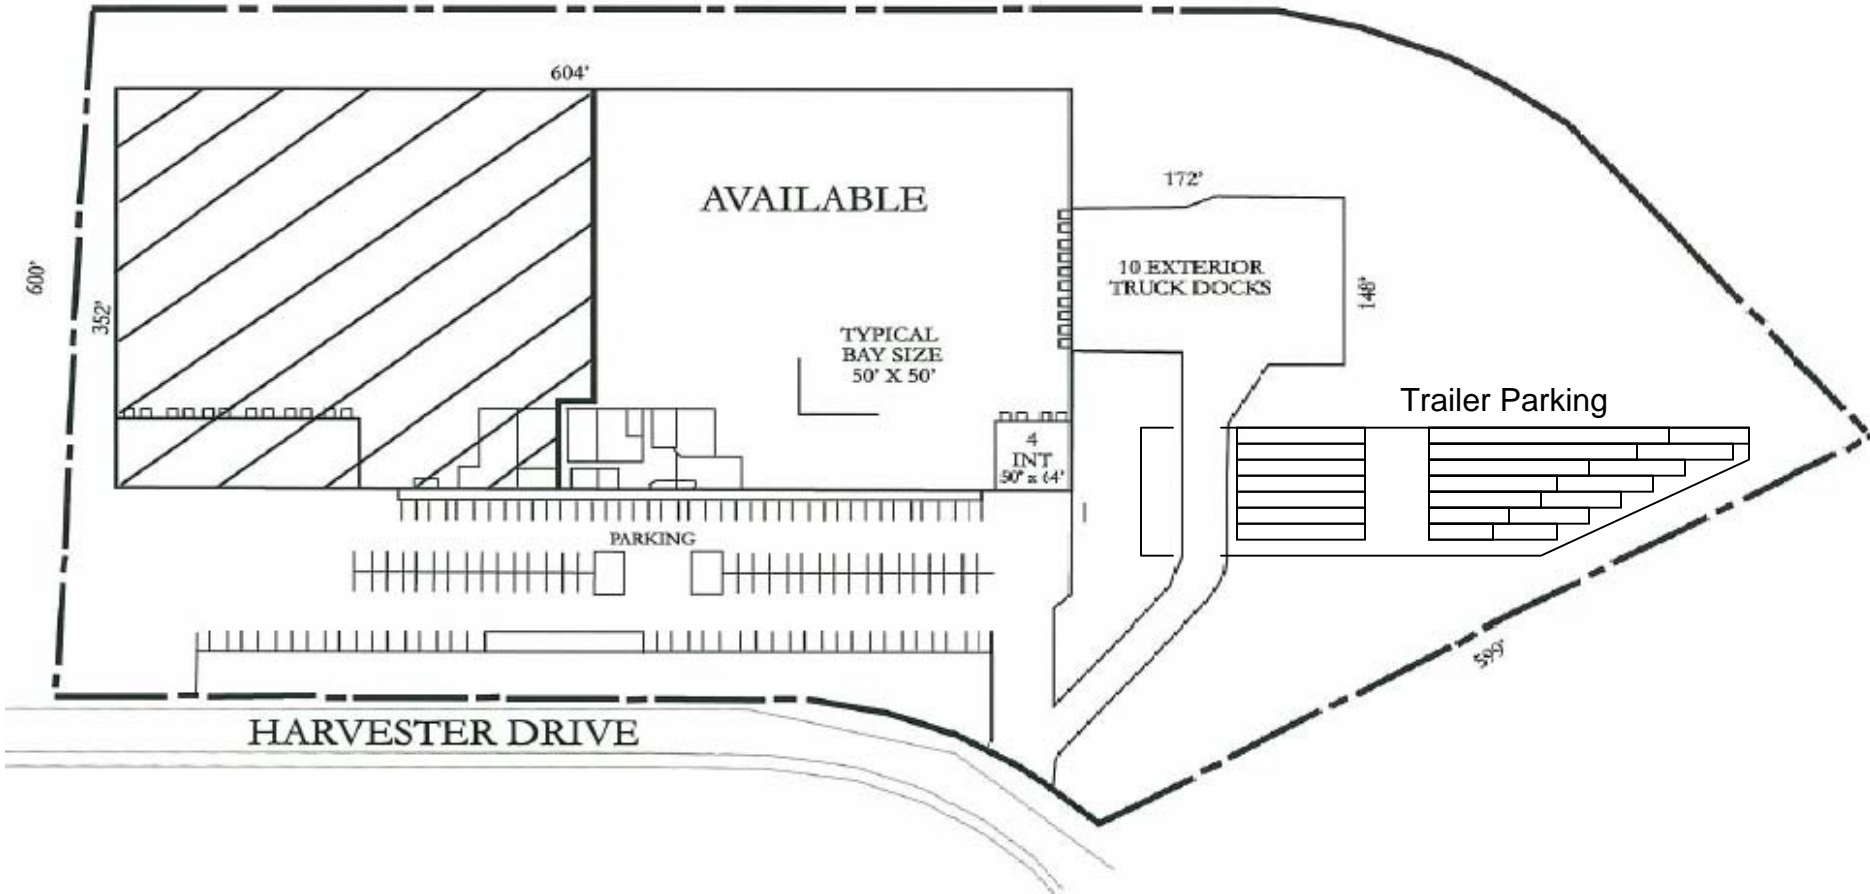 604'
AVAILABLE
172'
600'
352'
10 EXTERIOR
TRUCK DOCKS
148'
TYPICAL
BAY SIZE
50' X 50'
Trailer Parking
4
INT
50' x 64'
PARKING
599'
HARVESTER DRIVE